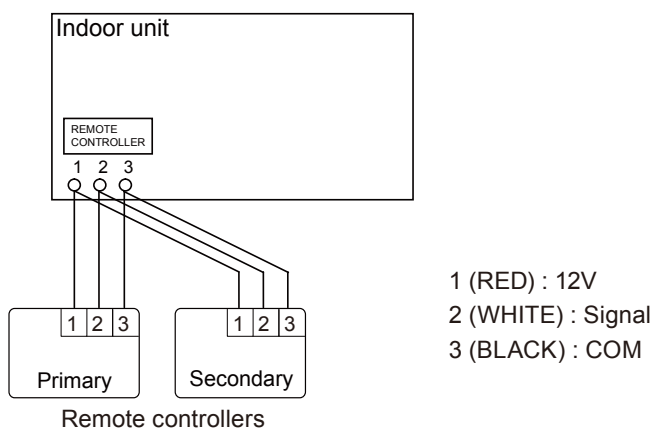 Indoor unit
REMOTE
CONTROLLER
1 2 3
1 2 3
1 2 3
Primary
Secondary
Remote controllers
1 (RED) : 12V
2 (WHITE) : Signal
3 (BLACK) : COM